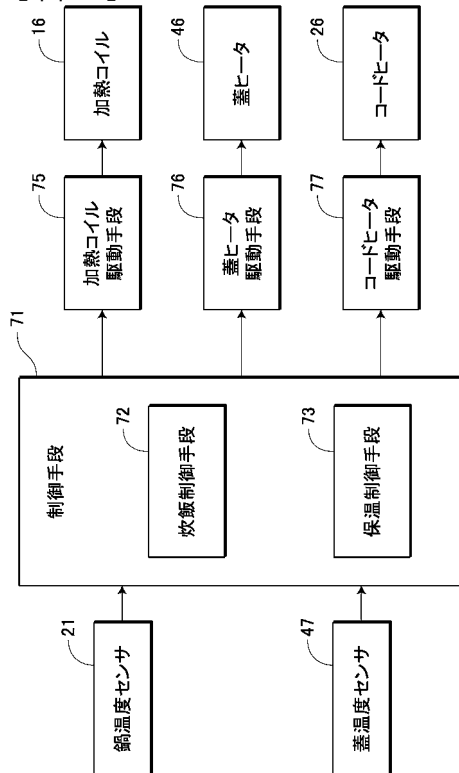 16
加熱コイル
46
蓋ヒータ
26
コードヒータ
75
加熱コイル
駆動手段
76
蓋ヒータ
駆動手段
77
コードヒータ
駆動手段
71
制御手段
72
炊飯制御手段
73
保温制御手段
21
鍋温度センサ
47
蓋温度センサ